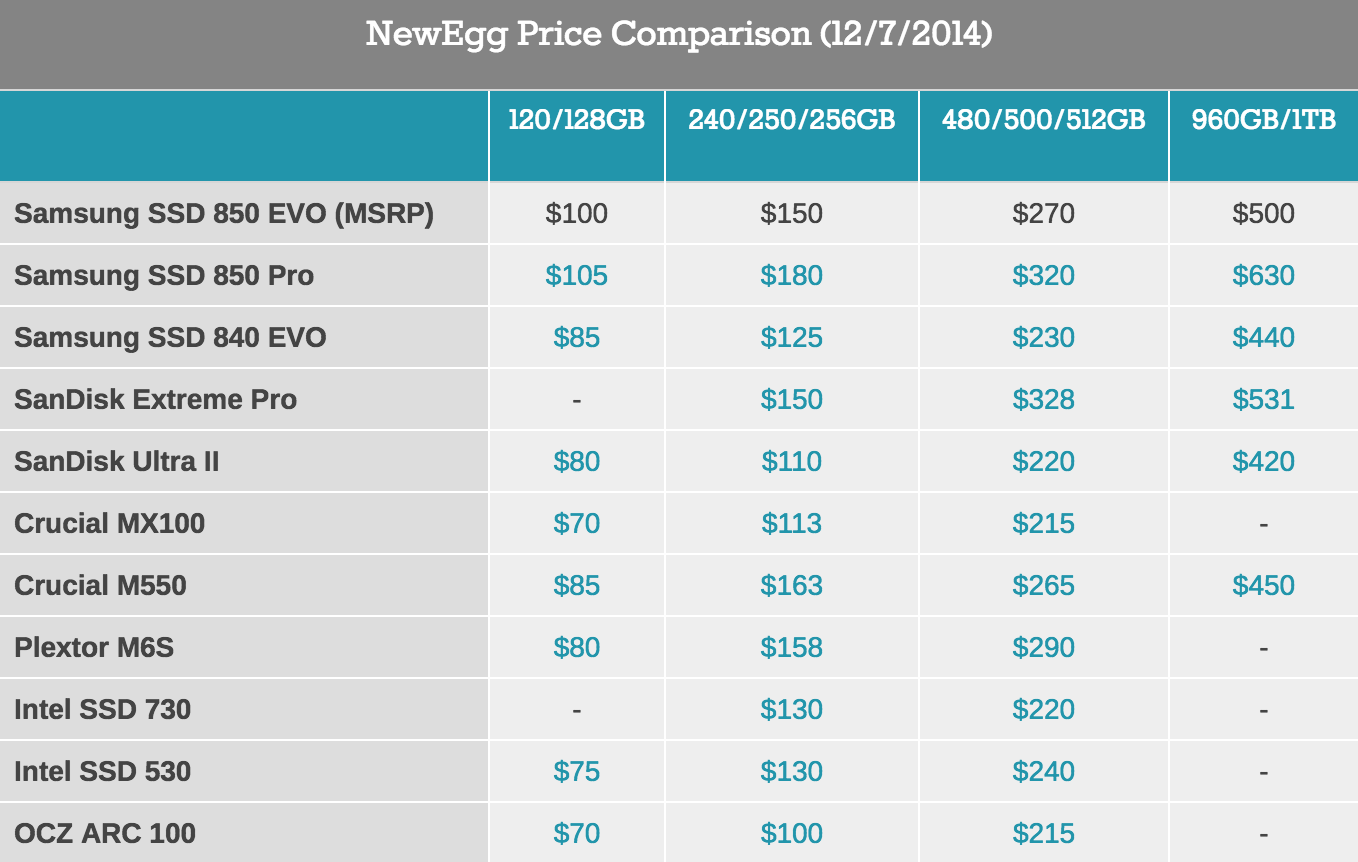 NewEgg Price Comparison (12/7/2014)
120/128GB 240/250/256GB 480/500/512GB 960GB/1TB
Samsung SSD 850 EVO (MSRP) $100 $150 $270 $500
Samsung SSD 850 Pro $105 $180 $320 $630
Samsung SSD 840 EVO $85 $125 $230 $440
SanDisk Extreme Pro - $150 $328 $531
SanDisk Ultra II $80 $110 $220 $420
Crucial MX100 $70 $113 $215 -
Crucial M550 $85 $163 $265 $450
Plextor M6S $80 $158 $290 -
Intel SSD 730 - $130 $220 -
Intel SSD 530 $75 $130 $240 -
OCZ ARC 100 $70 $100 $215 -